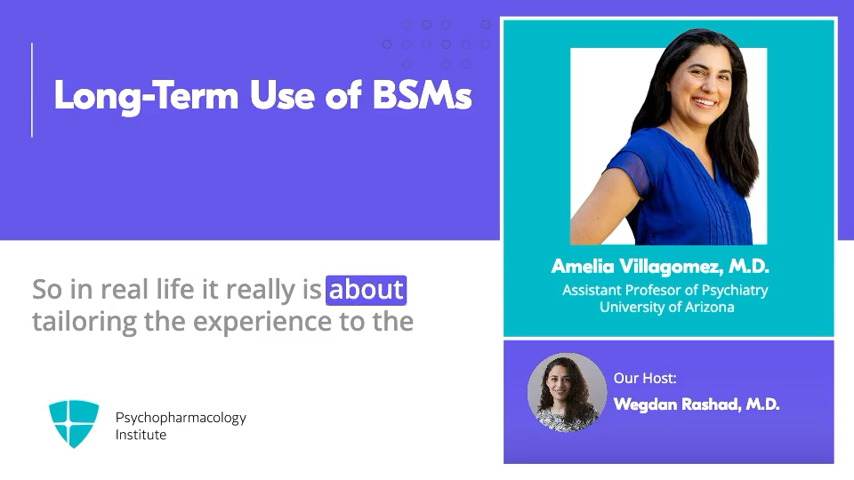 Long-Term Use of BSMs
So in real life it really is about
tailoring the experience to the
Psychopharmacology
Institute
Amelia Villagomez, M.D.
Assistant Profesor of Psychiatry
University of Arizona
Our Host:
Wegdan Rashad, M.D.